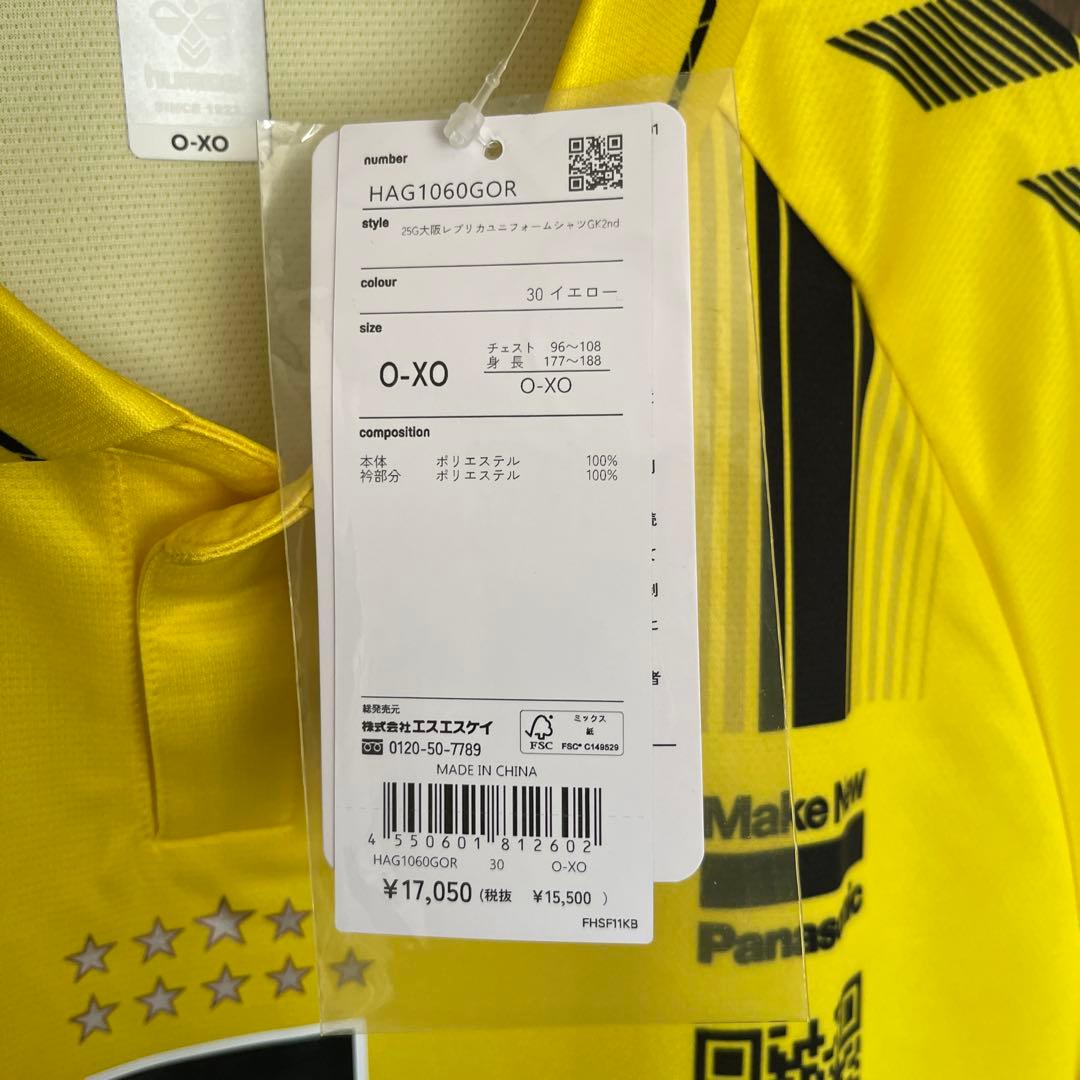 hummel
SINCE 1923
O-XO
number
HAG1060GOR
style
25G大阪レプリカユニフォームシャツGK2nd
colour
30 イエロー
size
O-XO
チェスト 96～108
身 長 177～188
O-XO
composition
本体 ポリエステル 100%
衿部分 ポリエステル 100%
総発売元
株式会社エスエスケイ
0120-50-7789
FSC
ミックス
紙
FSC® C149529
MADE IN CHINA
4 550601 812602
HAG1060GOR 30 O-XO
¥17,050 (税抜 ¥15,500 )
FHSF11KB
Make New
Panasonic